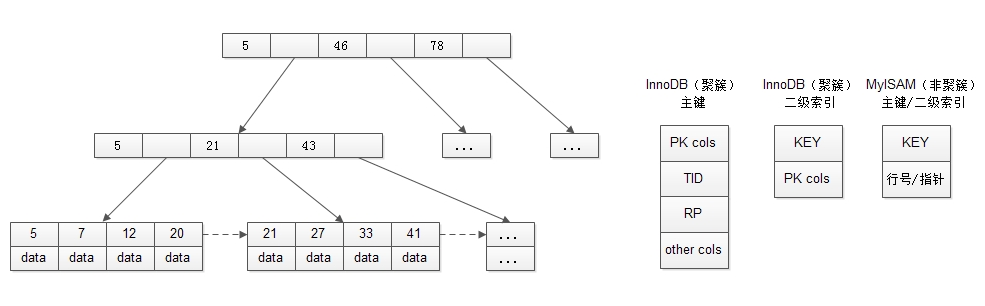 5 46 78
5 21 43 ... ...
5 7 12 20 21 27 33 41 ...
data data data data data data data data ...
InnoDB（聚簇） InnoDB（聚簇） MyISAM（非聚簇）
主键 二级索引 主键/二级索引
PK cols KEY KEY
TID PK cols 行号/指针
RP
other cols